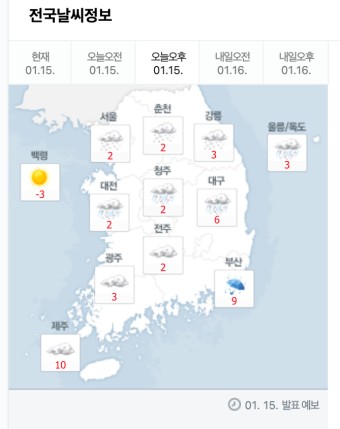 전국날씨정보
현재 오늘오전 오늘오후 내일오전 내일오후
01.15. 01.15. 01.15. 01.16. 01.16.
춘천
2
서울
2
강릉
3
울릉/독도
3
백령
-3
청주
2
대전
2
대구
6
전주
2
광주
3
부산
9
제주
10
01. 15. 발표 예보